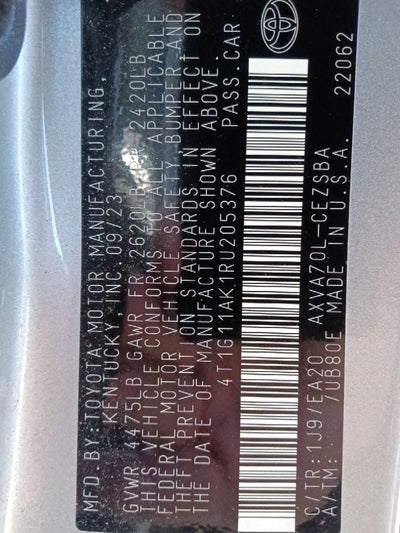 MFD BY: TOYOTA MOTOR MANUFACTURING,
KENTUCKY, INC. 09/23
GVWR 4475LB GAWR FR 2620LB RR 2420LB
THIS VEHICLE CONFORMS TO ALL APPLICABLE
FEDERAL MOTOR VEHICLE SAFETY, BUMPER AND
THEFT PREVENTION STANDARDS IN EFFECT ON
THE DATE OF MANUFACTURE SHOWN ABOVE.
4T1G11AK1RU205376 PASS. CAR
C/TR: 1J9/EA20 AXVA70L-CEZSBA
A/TM: /UB80E MADE IN U.S.A. 22062